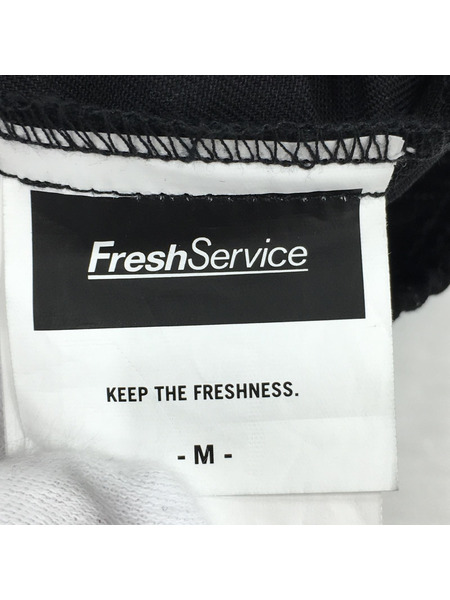 FreshService
KEEP THE FRESHNESS.
- M -